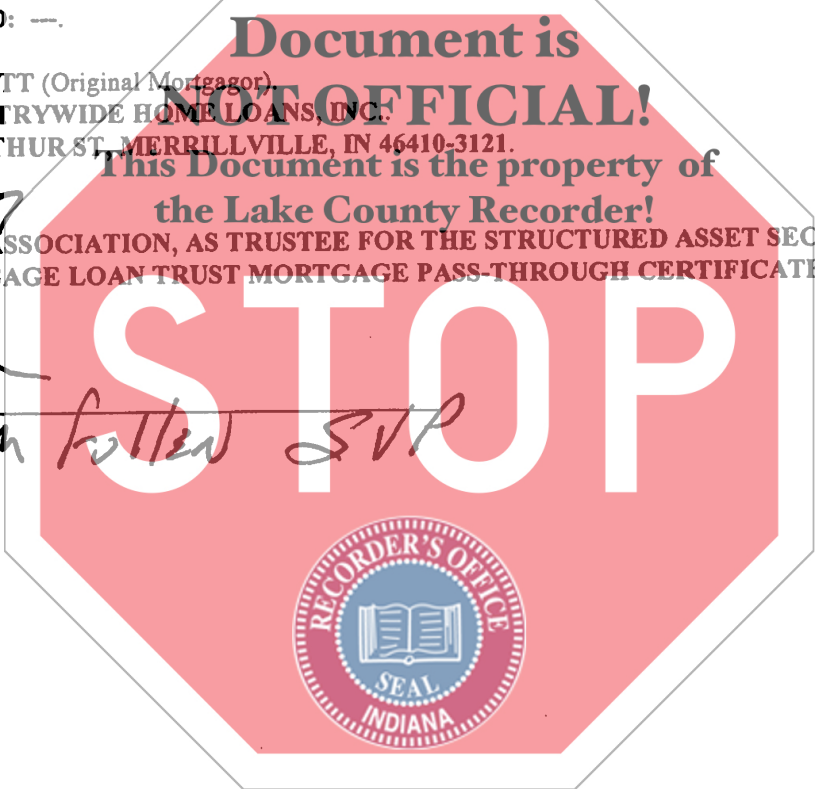 D: ---.
Document is
TT (Original Mortgagor).
NOT OFFICIAL!
TRYWIDE HOME LOANS, INC..
THUR ST, MERRILLVILLE, IN 46410-3121.
This Document is the property of
the Lake County Recorder!
ASSOCIATION, AS TRUSTEE FOR THE STRUCTURED ASSET SEC
GAGE LOAN TRUST MORTGAGE PASS-THROUGH CERTIFICATE
STOP
Follen SVP
RECORDER'S OFFICE
SEAL
INDIANA